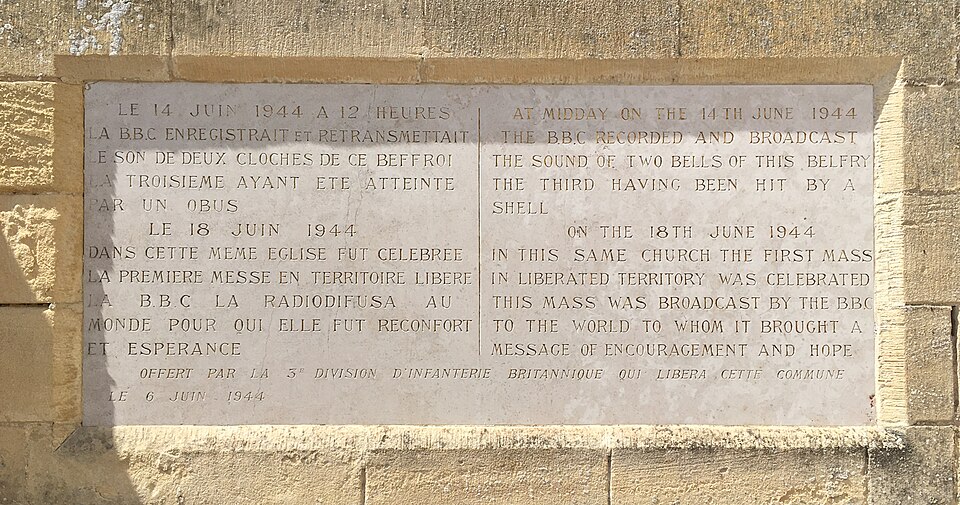 LE 14 JUIN 1944 A 12 HEURES
LA B.B.C ENREGISTRAIT ET RETRANSMETTAIT
LE SON DE DEUX CLOCHES DE CE BEFFROI
LA TROISIEME AYANT ETE ATTEINTE
PAR UN OBUS
LE 18 JUIN 1944
DANS CETTE MEME EGLISE FUT CELEBRÉE
LA PREMIERE MESSE EN TERRITOIRE LIBERE
LA B.B.C LA RADIODIFUSA AU
MONDE POUR QUI ELLE FUT RECONFORT
ET ESPERANCE
AT MIDDAY ON THE 14TH JUNE 1944
THE B.B.C RECORDED AND BROADCAST
THE SOUND OF TWO BELLS OF THIS BELFRY
THE THIRD HAVING BEEN HIT BY A
SHELL
ON THE 18TH JUNE 1944
IN THIS SAME CHURCH THE FIRST MASS
IN LIBERATED TERRITORY WAS CELEBRATED
THIS MASS WAS BROADCAST BY THE BBC
TO THE WORLD TO WHOM IT BROUGHT A
MESSAGE OF ENCOURAGEMENT AND HOPE
OFFERT PAR LA 3E DIVISION D'INFANTERIE BRITANNIQUE QUI LIBERA CETTE COMMUNE
LE 6 JUIN 1944